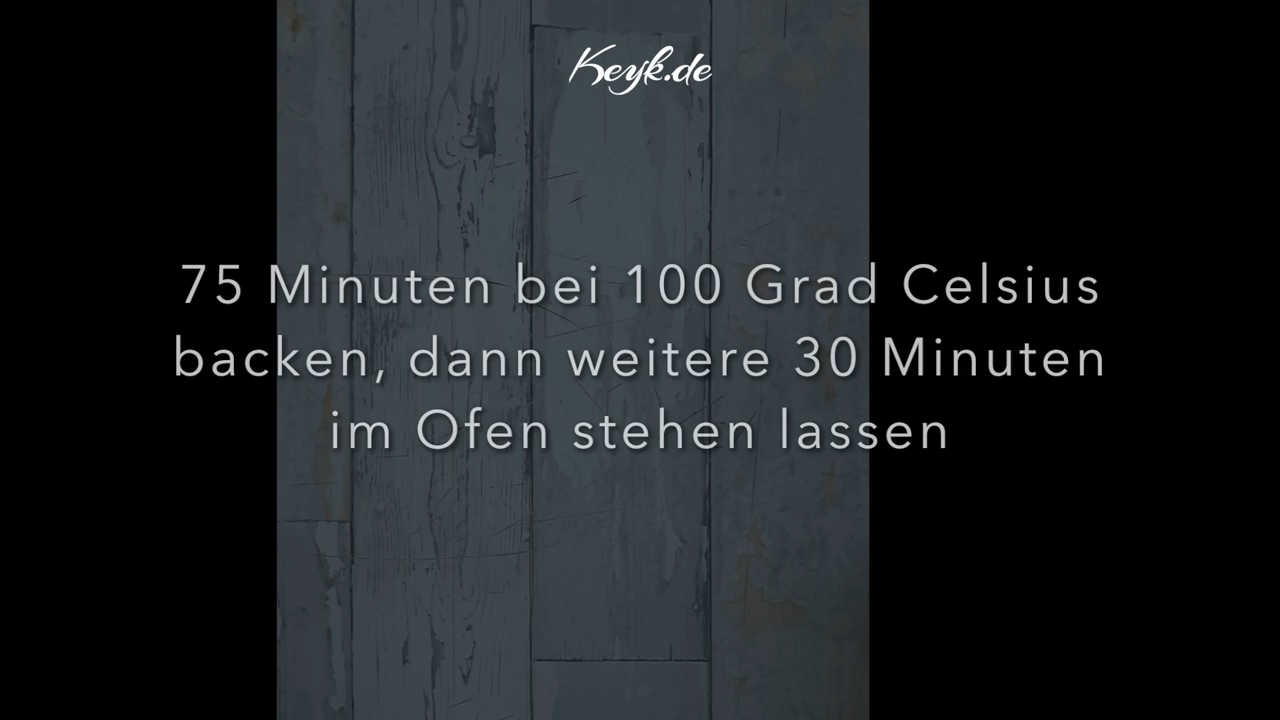 Keyk.de
75 Minuten bei 100 Grad Celsius
backen, dann weitere 30 Minuten
im Ofen stehen lassen